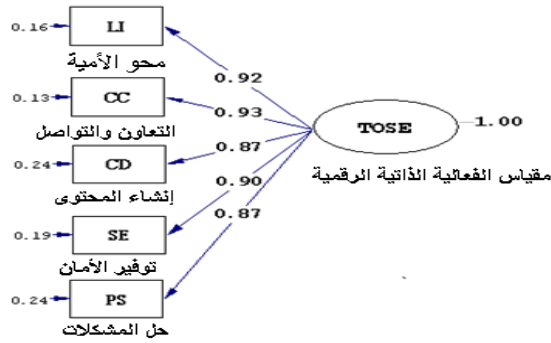 0.16
LI
محو الأمية
0.92
0.13
CC
0.93
التعاون والتواصل
TOSE
1.00
0.87
0.24
CD
مقياس الفعالية الذاتية الرقمية
إنشاء المحتوى
0.90
0.87
0.19
SE
توفير الأمان
0.24
PS
حل المشكلات